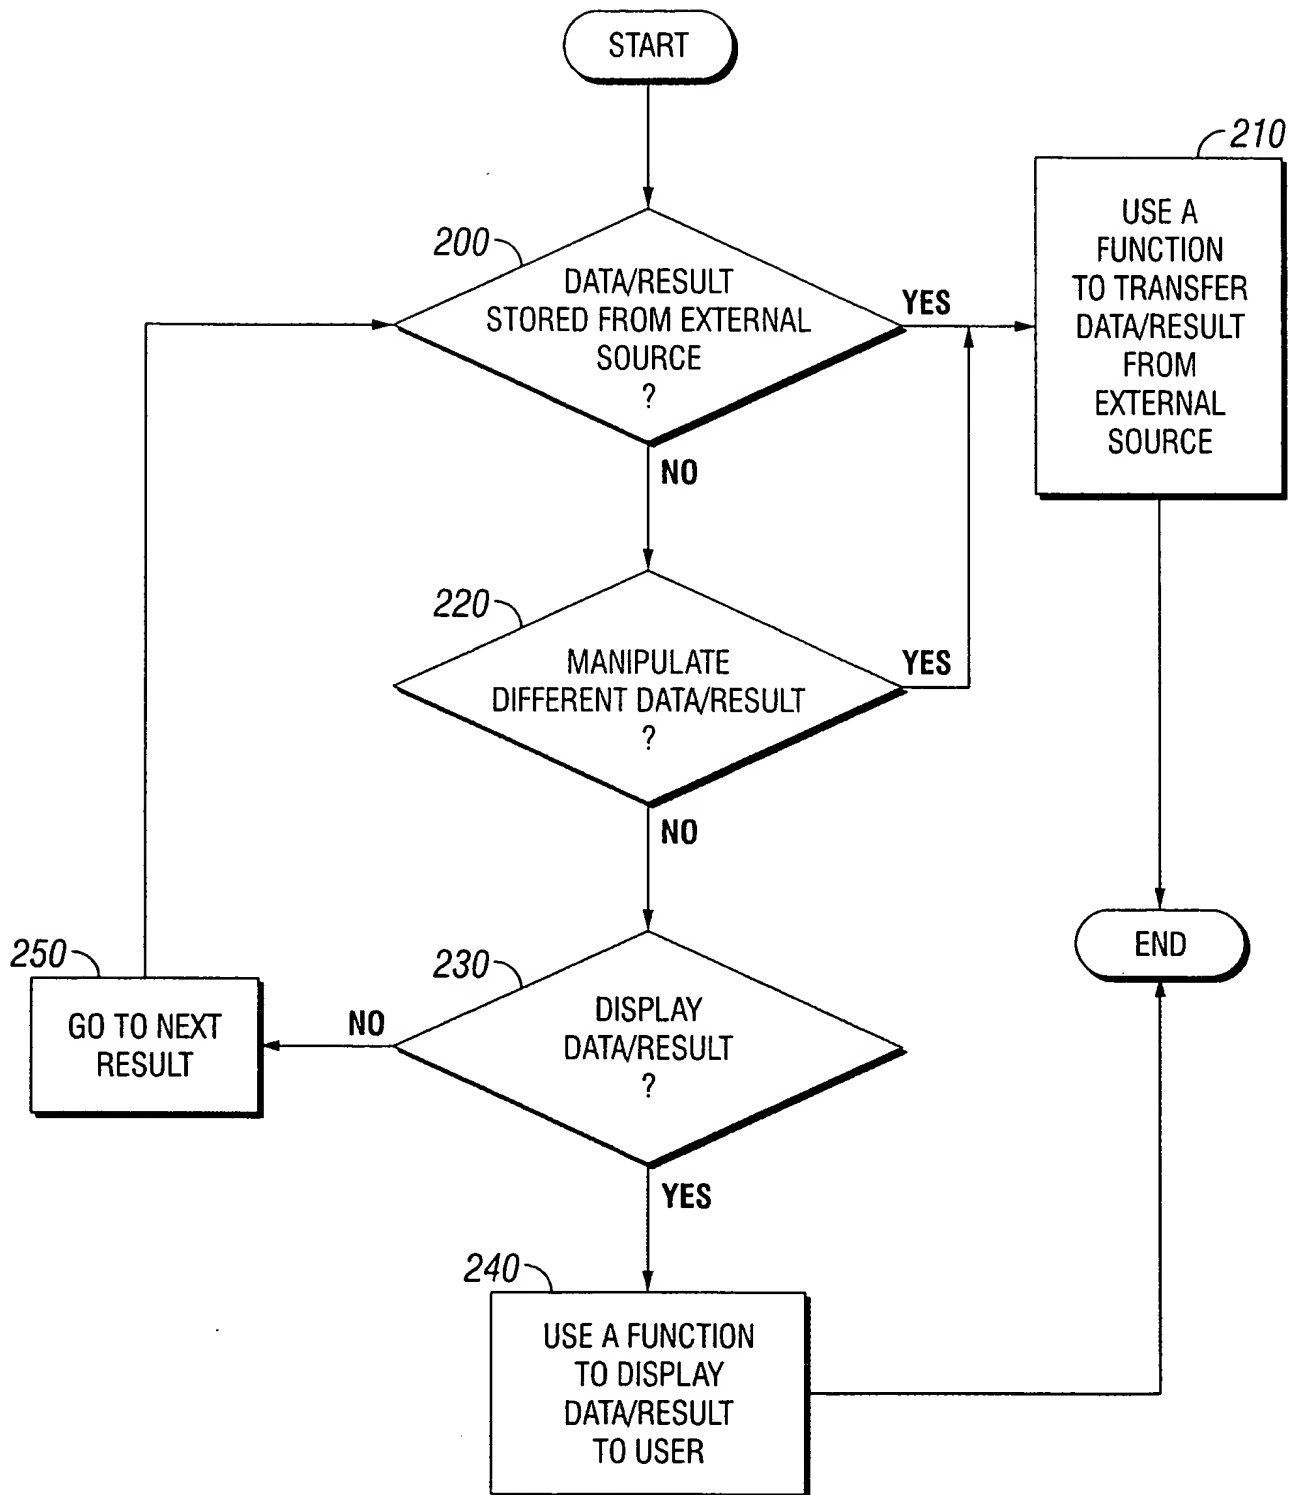 START
210
USE A
FUNCTION
TO TRANSFER
DATA/RESULT
FROM
EXTERNAL
SOURCE
200
DATA/RESULT
STORED FROM EXTERNAL
SOURCE
?
YES
NO
220
MANIPULATE
DIFFERENT DATA/RESULT
?
YES
NO
END
250
GO TO NEXT
RESULT
NO
230
DISPLAY
DATA/RESULT
?
YES
240
USE A FUNCTION
TO DISPLAY
DATA/RESULT
TO USER